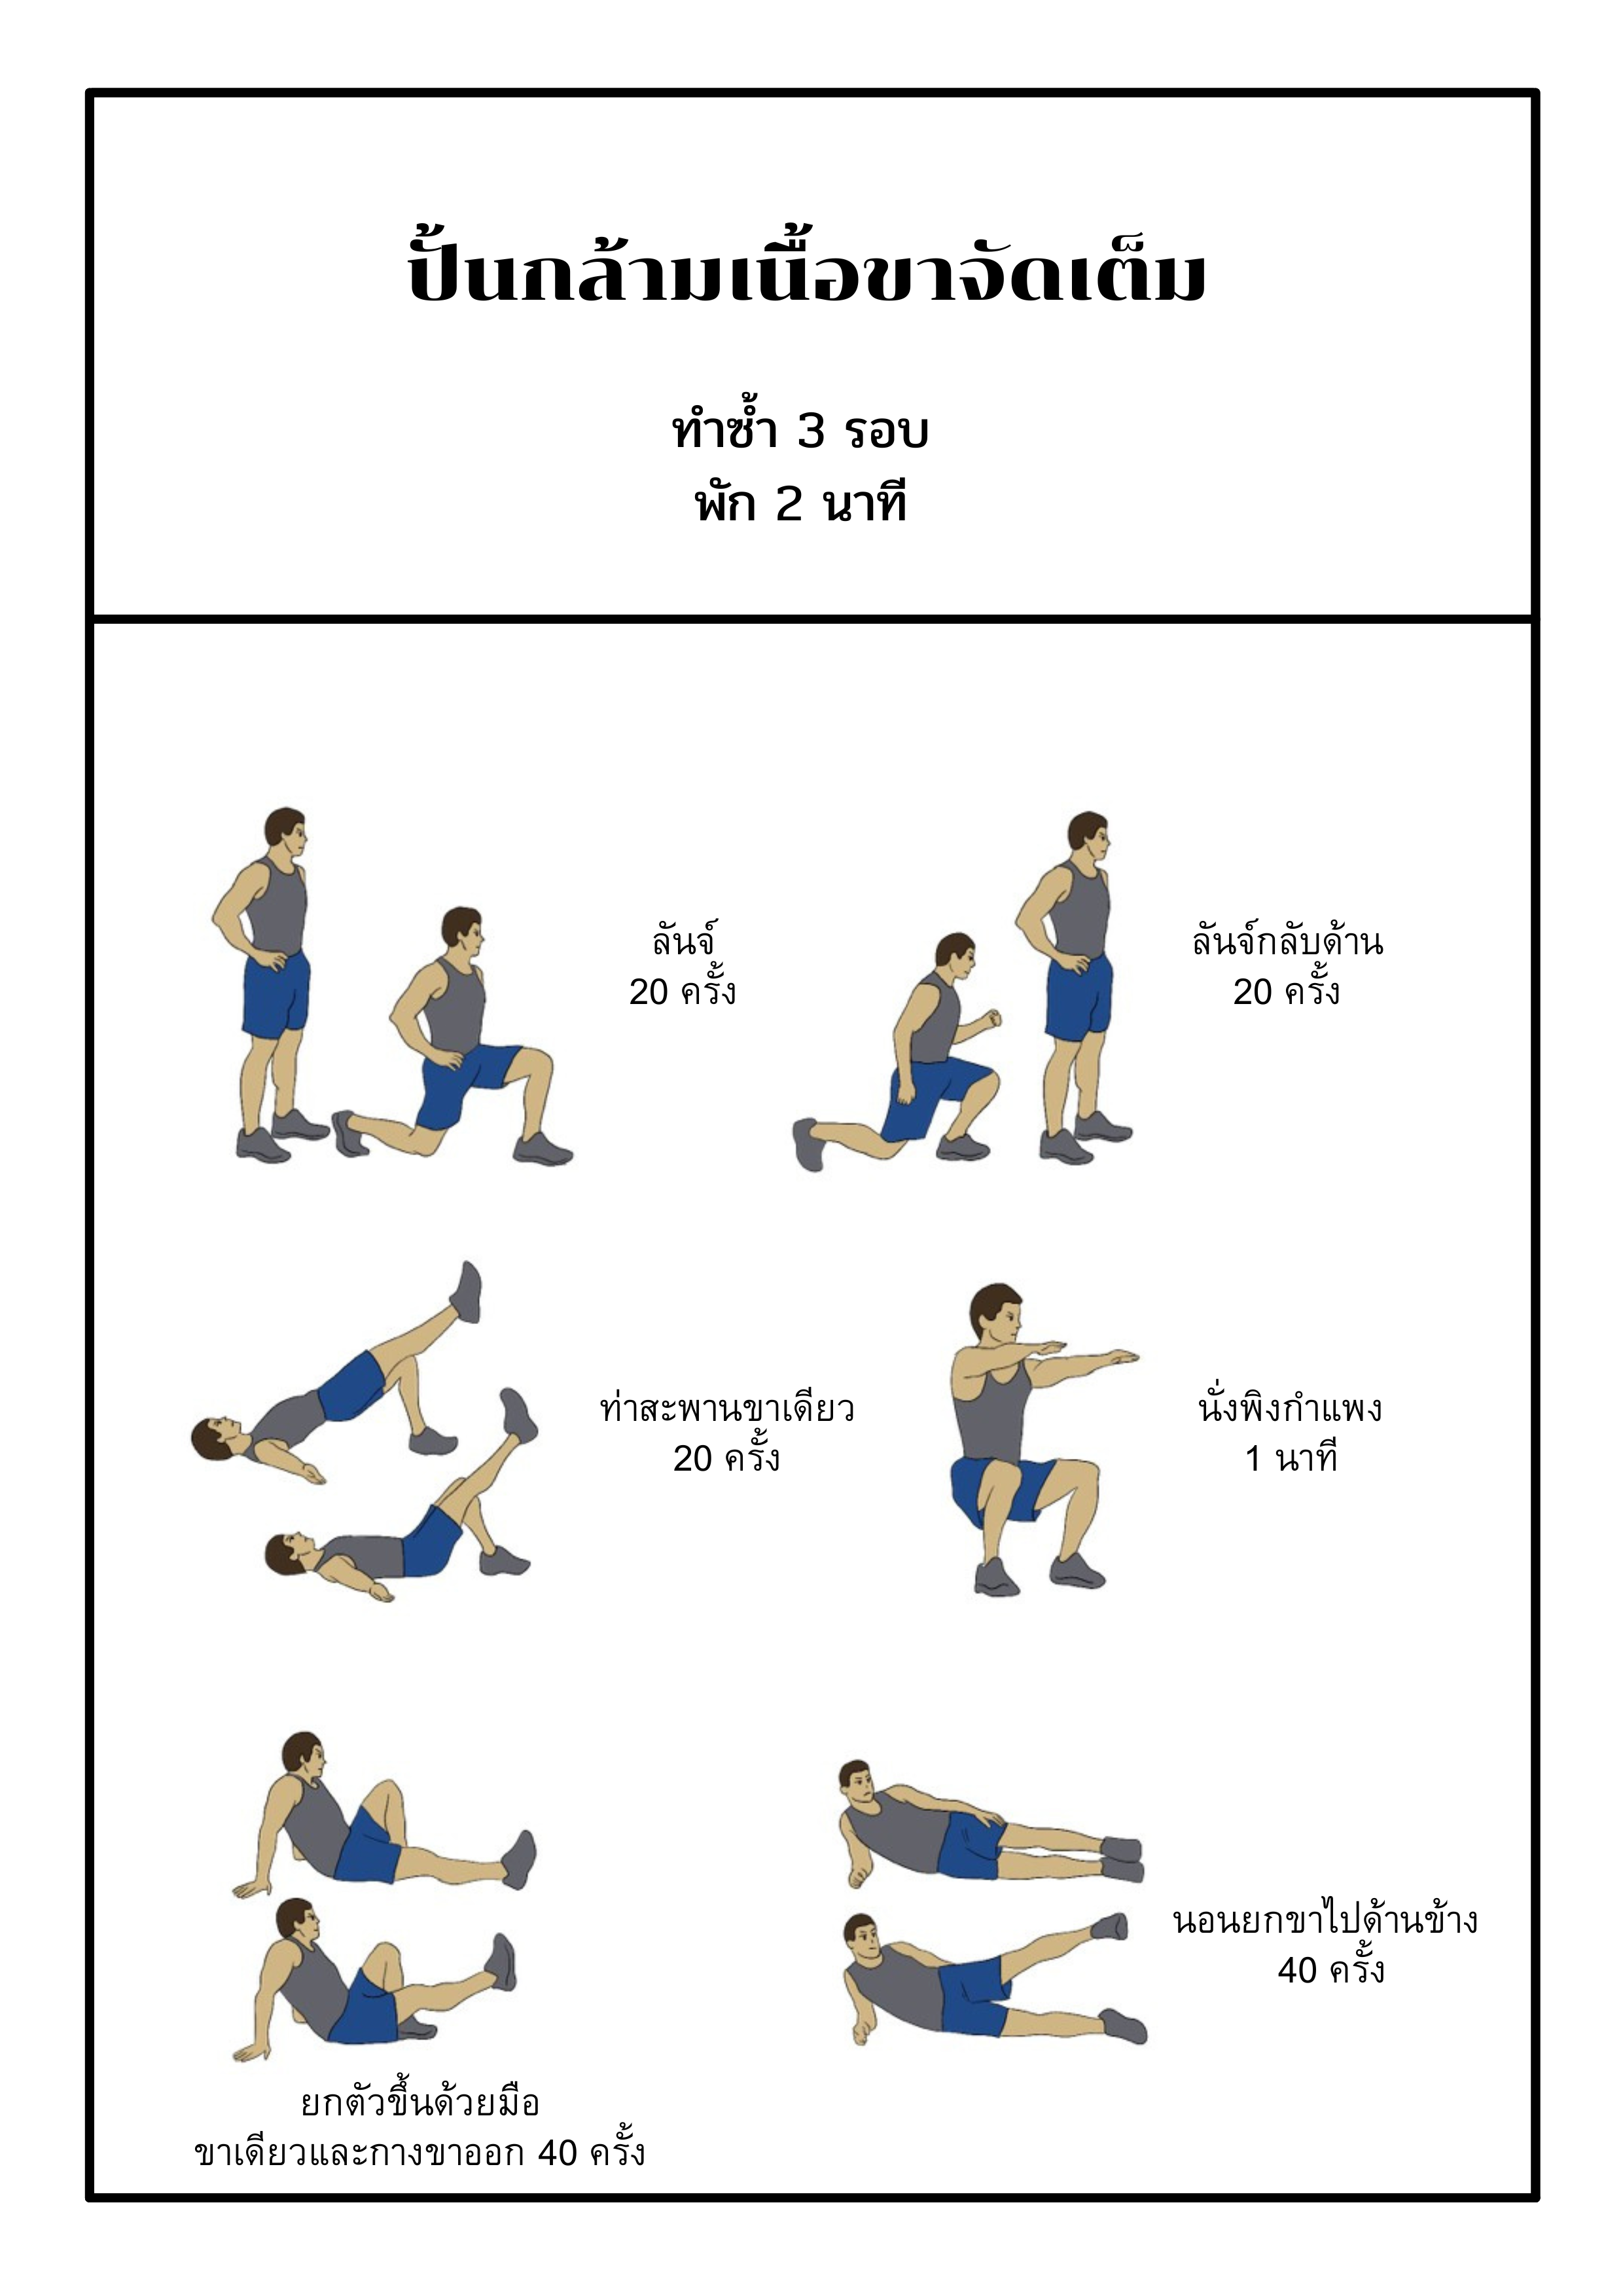 ปั้นกล้ามเนื้อขาจัดเต็ม
ทำซ้ำ 3 รอบ
พัก 2 นาที
ลันจ์
20 ครั้ง
ลันจ์กลับด้าน
20 ครั้ง
ท่าสะพานขาเดียว
20 ครั้ง
นั่งพิงกำแพง
1 นาที
ยกตัวขึ้นด้วยมือ
ขาเดียวและกางขาออก 40 ครั้ง
นอนยกขาไปด้านข้าง
40 ครั้ง